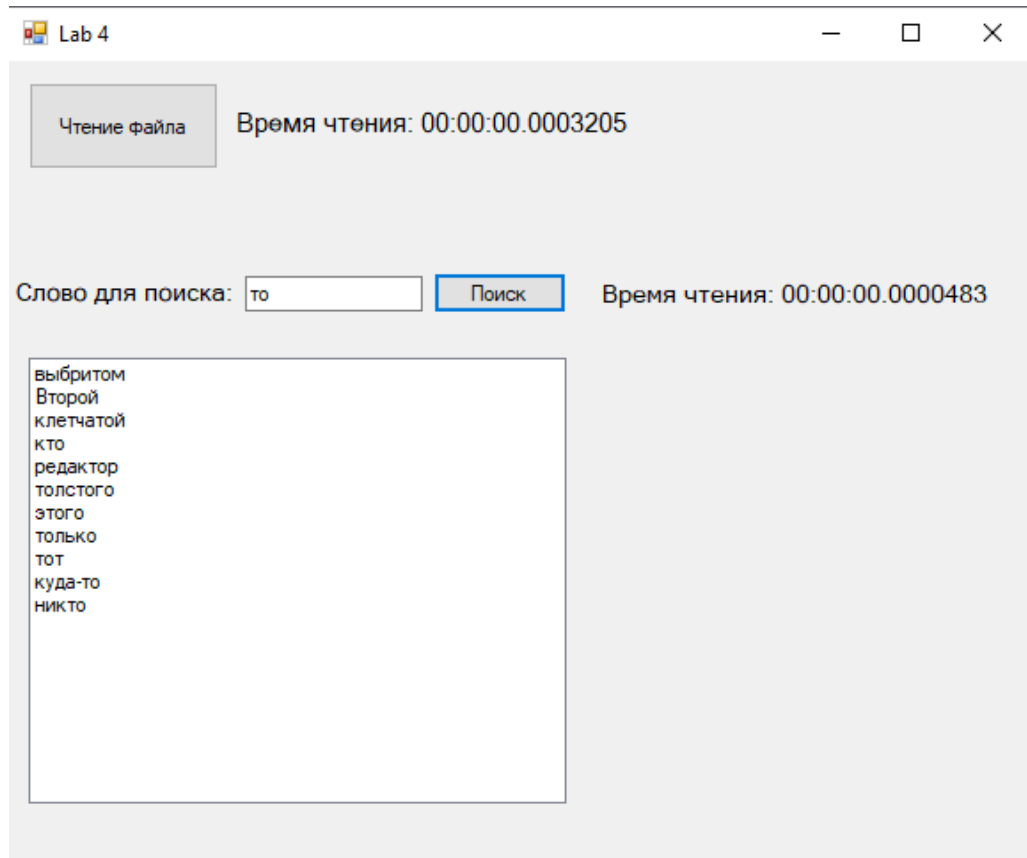 Lab 4
Чтение файла
Время чтения: 00:00:00.0003205
Слово для поиска:
то
Поиск
Время чтения: 00:00:00.0000483
выбритом
Второй
клетчатой
кто
редактор
толстого
этого
только
тот
куда-то
никто